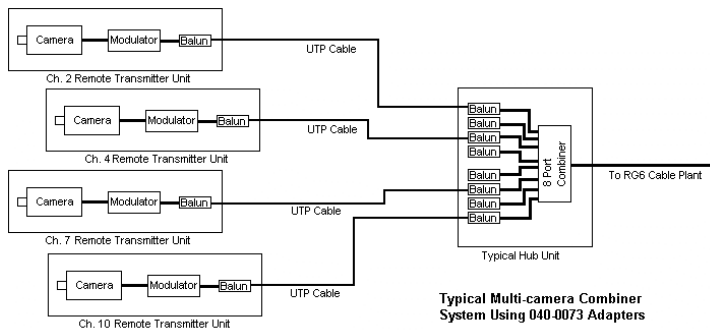 Camera
Modulator
Balun
UTP Cable
Ch. 2 Remote Transmitter Unit
Camera
Modulator
Balun
UTP Cable
Ch. 4 Remote Transmitter Unit
Camera
Modulator
Balun
UTP Cable
Ch. 7 Remote Transmitter Unit
Camera
Modulator
Balun
UTP Cable
Ch. 10 Remote Transmitter Unit
Balun
Balun
Balun
Balun
Balun
Balun
Balun
Balun
8 Port
Combiner
To RG6 Cable Plant
Typical Hub Unit
Typical Multi-camera Combiner
System Using 040-0073 Adapters